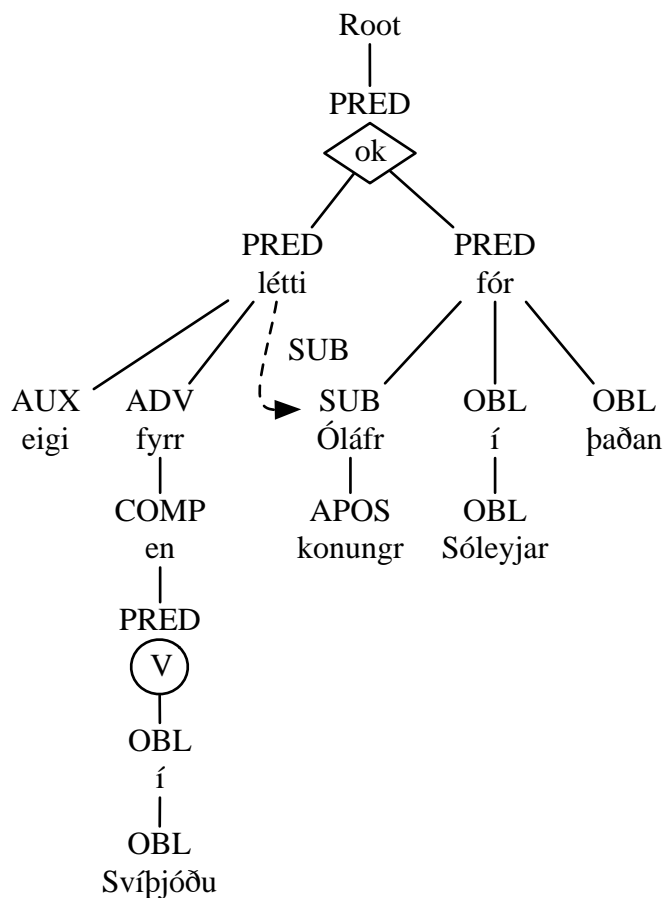 Root
PRED
ok
PRED PRED
létti fór
SUB
AUX ADV SUB OBL OBL
eigi fyrr Óláfr í þaðan
COMP APOS OBL
en konungr Sóleyjar
PRED
V
OBL
í
OBL
Svíþjóðu